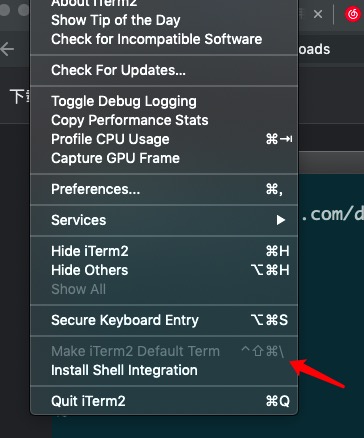 About iTerm2
Show Tip of the Day
Check for Incompatible Software
oads
Check For Updates...
下
Toggle Debug Logging
Copy Performance Stats
Profile CPU Usage ⌘⇥
Capture GPU Frame
Preferences... ⌘,
.com/d
Services ▶
Hide iTerm2 ⌘H
Hide Others ⌥⌘H
Show All
Secure Keyboard Entry ⌥⌘S
Make iTerm2 Default Term ^⇧⌘\
Install Shell Integration
Quit iTerm2 ⌘Q